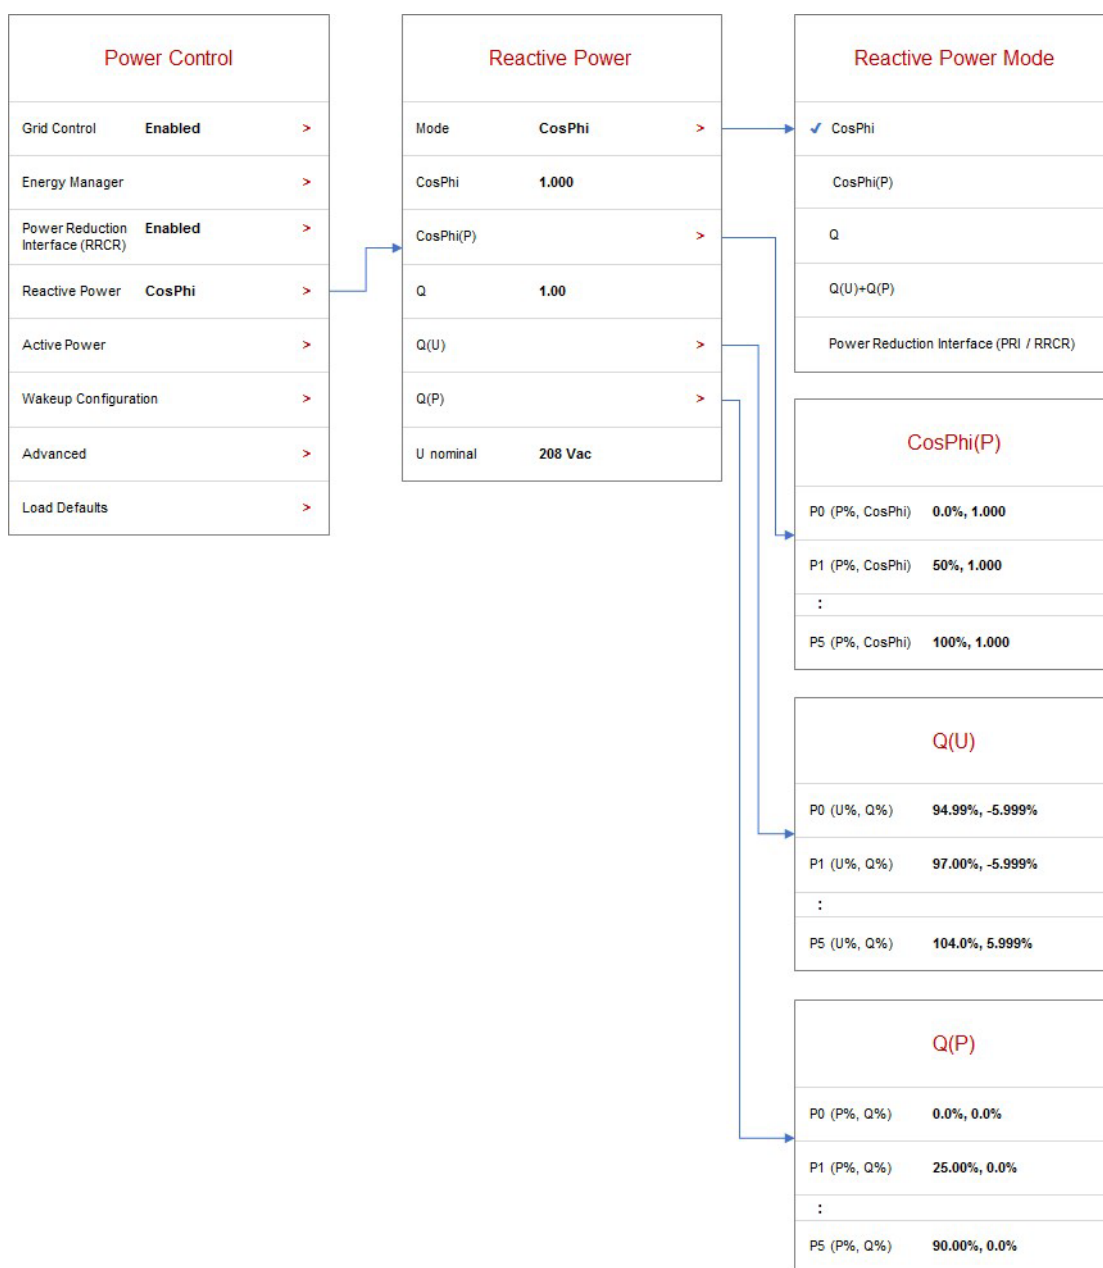 Power Control
Grid Control Enabled >
Energy Manager >
Power Reduction Enabled >
Interface (RRCR)
Reactive Power CosPhi >
Active Power >
Wakeup Configuration >
Advanced >
Load Defaults >
Reactive Power
Mode CosPhi >
CosPhi 1.000
CosPhi(P) >
Q 1.00
Q(U) >
Q(P) >
U nominal 208 Vac
Reactive Power Mode
✓ CosPhi
CosPhi(P)
Q
Q(U)+Q(P)
Power Reduction Interface (PRI / RRCR)
CosPhi(P)
P0 (P%, CosPhi) 0.0%, 1.000
P1 (P%, CosPhi) 50%, 1.000
:
P5 (P%, CosPhi) 100%, 1.000
Q(U)
P0 (U%, Q%) 94.99%, -5.999%
P1 (U%, Q%) 97.00%, -5.999%
:
P5 (U%, Q%) 104.0%, 5.999%
Q(P)
P0 (P%, Q%) 0.0%, 0.0%
P1 (P%, Q%) 25.00%, 0.0%
:
P5 (P%, Q%) 90.00%, 0.0%